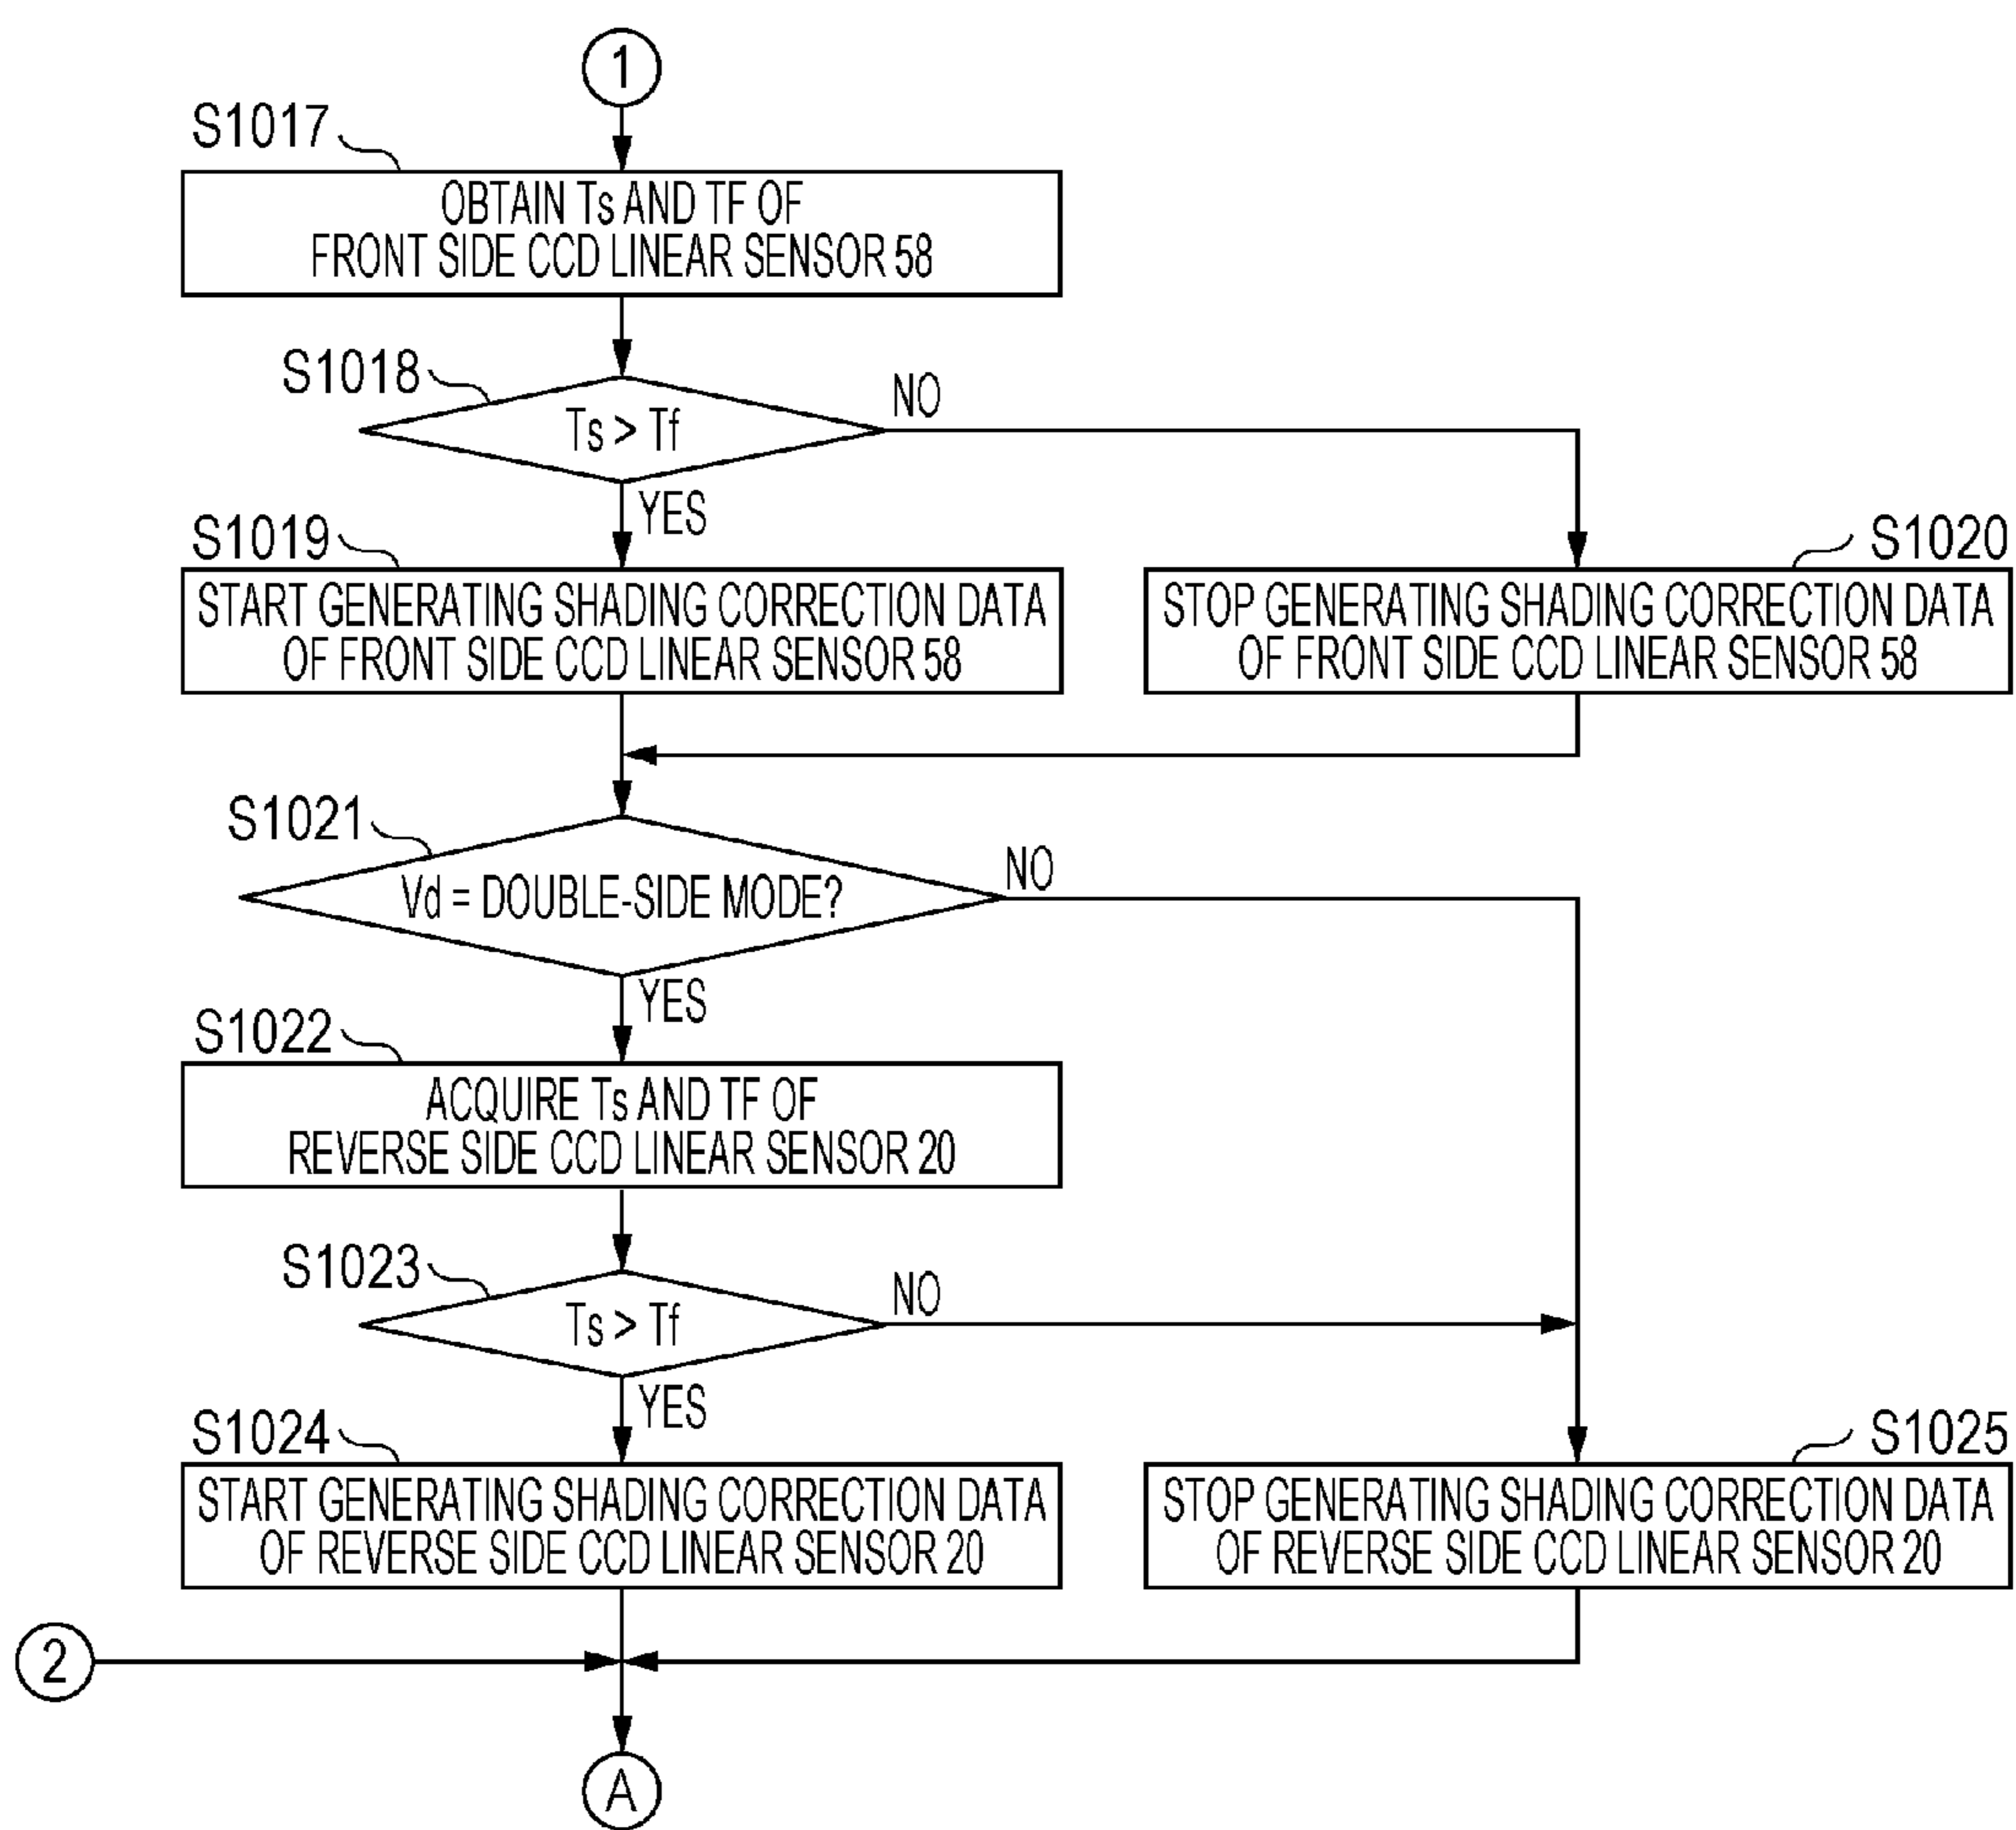 1
S1017
OBTAIN Ts AND TF OF
FRONT SIDE CCD LINEAR SENSOR 58
S1018
Ts > Tf
NO
YES
S1019
START GENERATING SHADING CORRECTION DATA
OF FRONT SIDE CCD LINEAR SENSOR 58
S1020
STOP GENERATING SHADING CORRECTION DATA
OF FRONT SIDE CCD LINEAR SENSOR 58
S1021
Vd = DOUBLE-SIDE MODE?
NO
YES
S1022
ACQUIRE Ts AND TF OF
REVERSE SIDE CCD LINEAR SENSOR 20
S1023
Ts > Tf
NO
YES
S1024
START GENERATING SHADING CORRECTION DATA
OF REVERSE SIDE CCD LINEAR SENSOR 20
S1025
STOP GENERATING SHADING CORRECTION DATA
OF REVERSE SIDE CCD LINEAR SENSOR 20
2
A